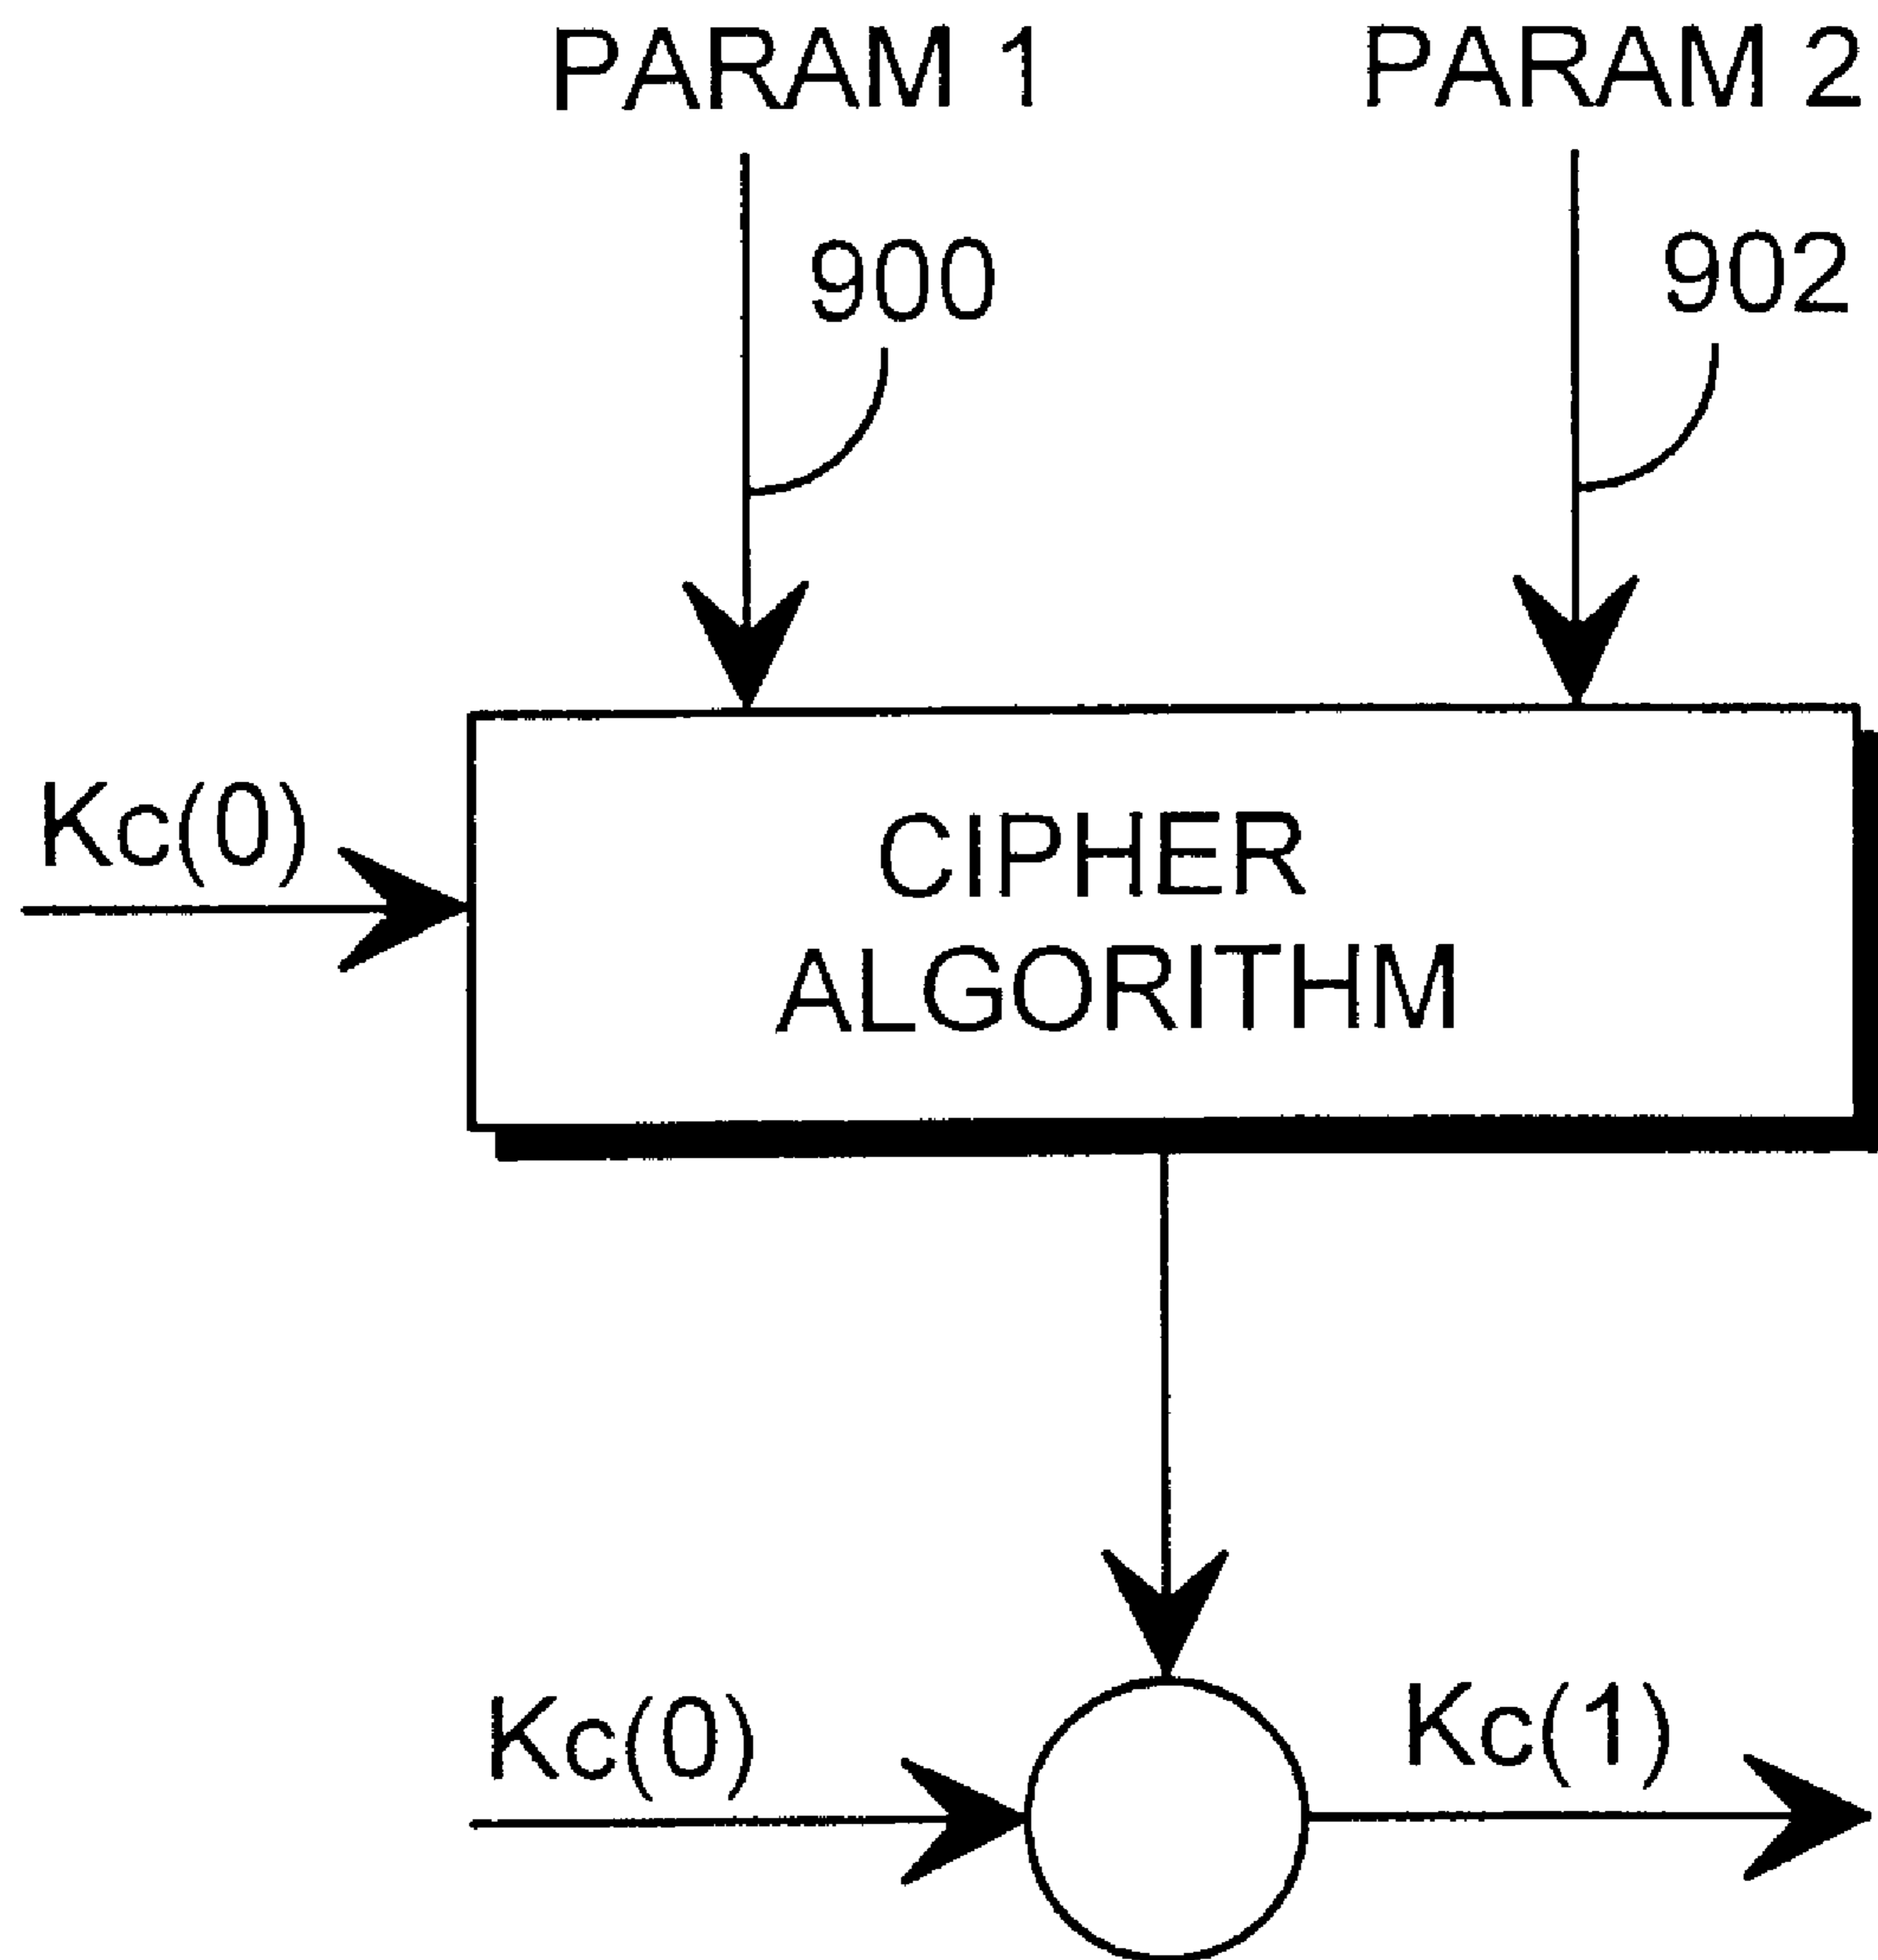 PARAM 1
PARAM 2
900
902
Kc(0)
CIPHER
ALGORITHM
Kc(0)
Kc(1)